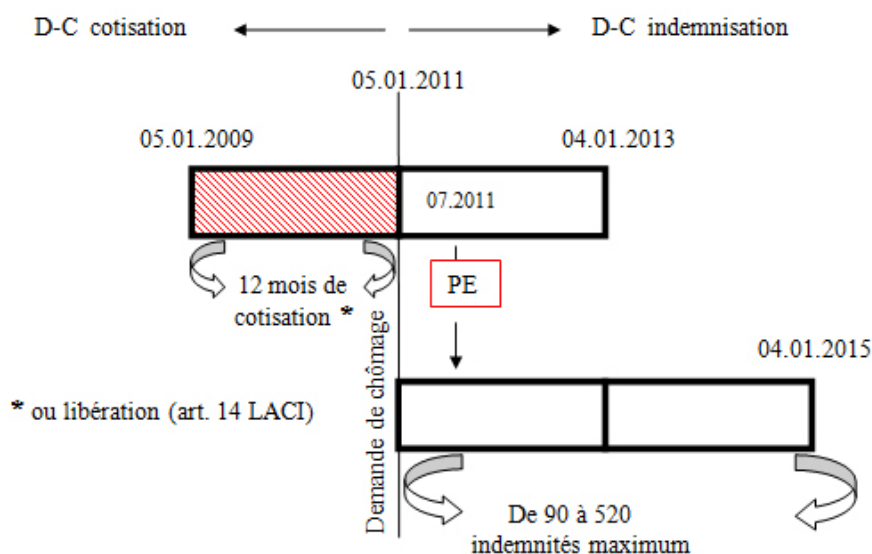 D-C cotisation
D-C indemnisation
05.01.2011
05.01.2009
04.01.2013
07.2011
12 mois de
cotisation *
PE
Demande de chômage
04.01.2015
* ou libération (art. 14 LACI)
De 90 à 520
indemnités maximum